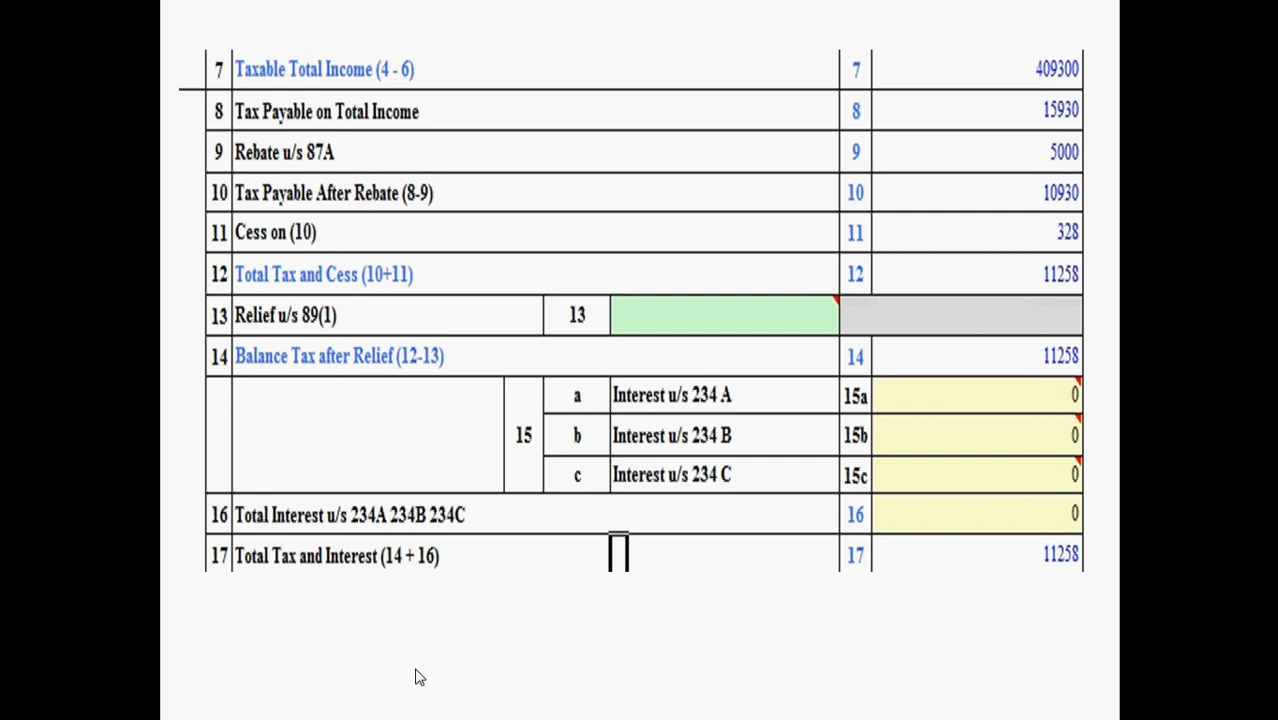 7 Taxable Total Income (4 - 6) 7 409300
8 Tax Payable on Total Income 8 15930
9 Rebate u/s 87A 9 5000
10 Tax Payable After Rebate (8-9) 10 10930
11 Cess on (10) 11 328
12 Total Tax and Cess (10+11) 12 11258
13 Relief u/s 89(1) 13
14 Balance Tax after Relief (12-13) 14 11258
a Interest u/s 234 A 15a 0
15 b Interest u/s 234 B 15b 0
c Interest u/s 234 C 15c 0
16 Total Interest u/s 234A 234B 234C 16 0
17 Total Tax and Interest (14 + 16) 17 11258